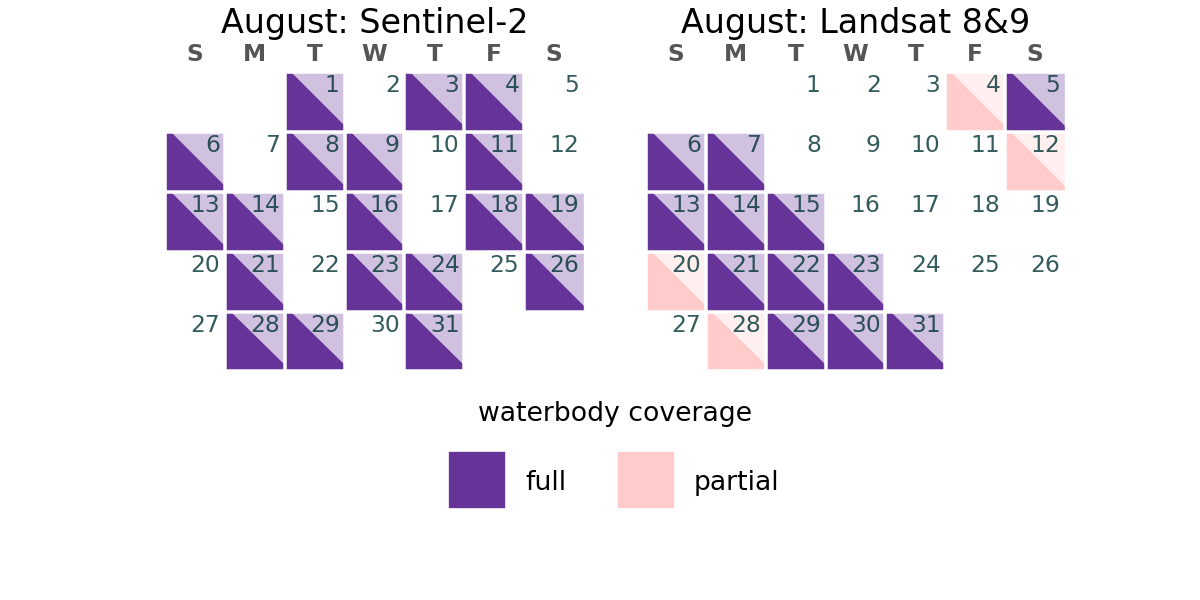 August: Sentinel-2
S M T W T F S
1 2 3 4 5
6 7 8 9 10 11 12
13 14 15 16 17 18 19
20 21 22 23 24 25 26
27 28 29 30 31
August: Landsat 8&9
S M T W T F S
1 2 3 4 5
6 7 8 9 10 11 12
13 14 15 16 17 18 19
20 21 22 23 24 25 26
27 28 29 30 31
waterbody coverage
full partial